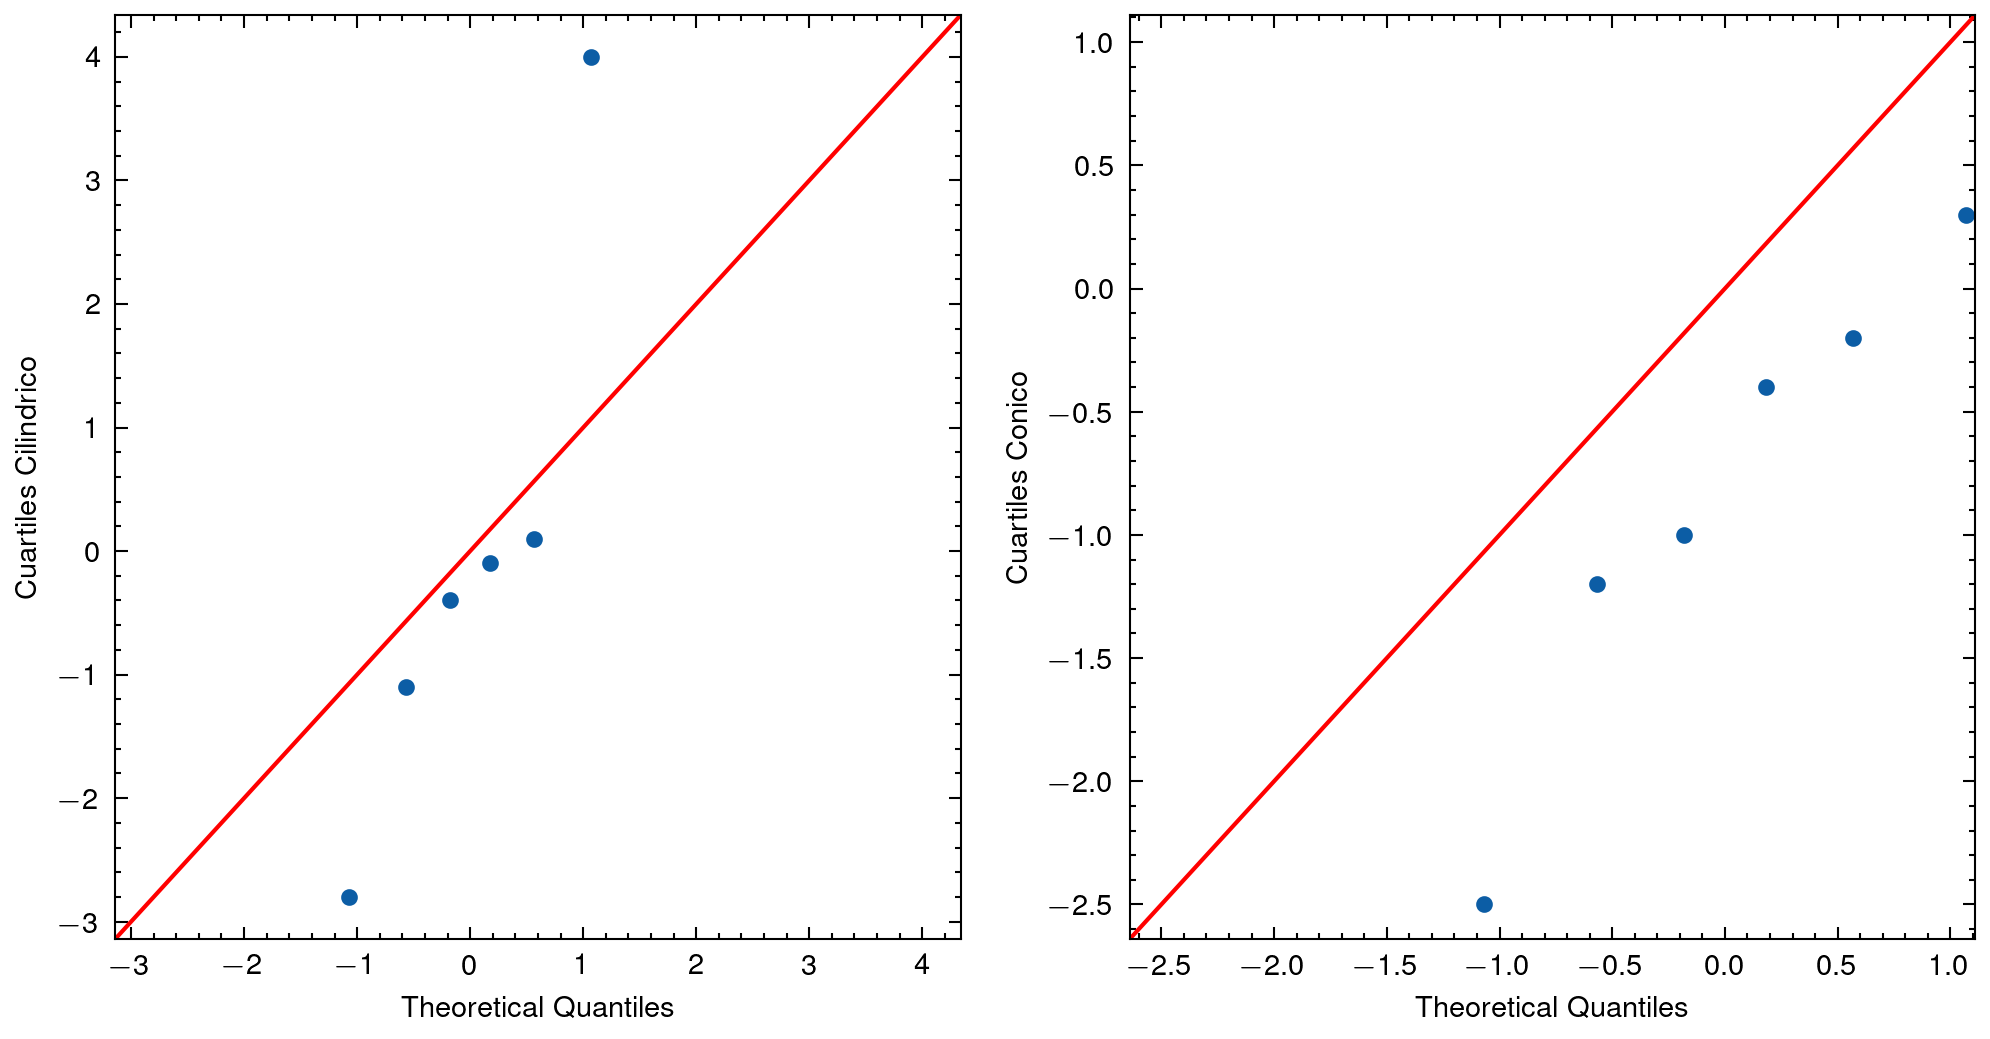 Cuartiles Cilindrico
4
3
2
1
0
−1
−2
−3
−3 −2 −1 0 1 2 3 4
Theoretical Quantiles
Cuartiles Conico
1.0
0.5
0.0
−0.5
−1.0
−1.5
−2.0
−2.5
−2.5 −2.0 −1.5 −1.0 −0.5 0.0 0.5 1.0
Theoretical Quantiles